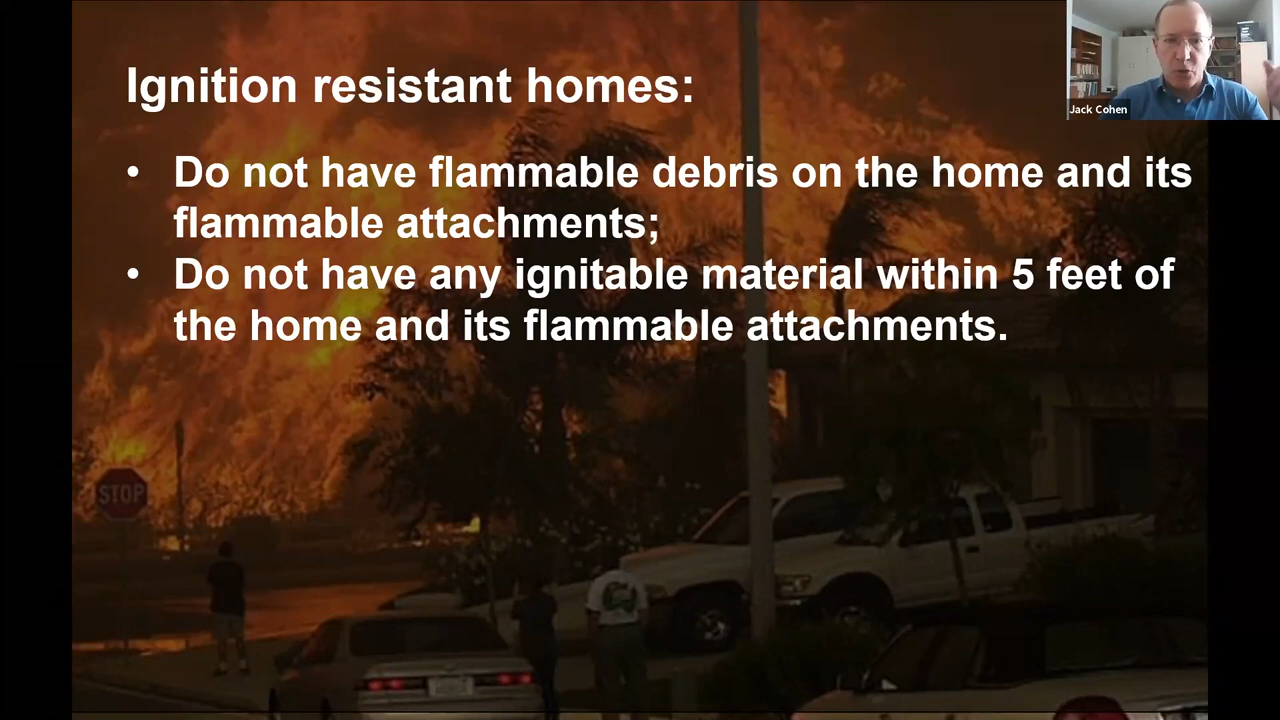 Jack Cohen
Ignition resistant homes:
• Do not have flammable debris on the home and its
flammable attachments;
• Do not have any ignitable material within 5 feet of
the home and its flammable attachments.
STOP